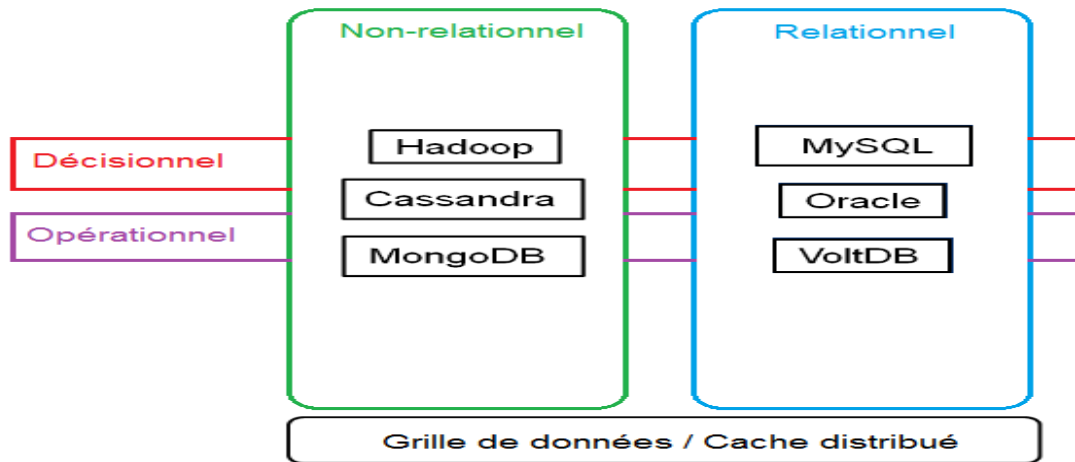 Non-relationnel
Relationnel
Décisionnel
Hadoop
MySQL
Cassandra
Oracle
Opérationnel
MongoDB
VoltDB
Grille de données / Cache distribué